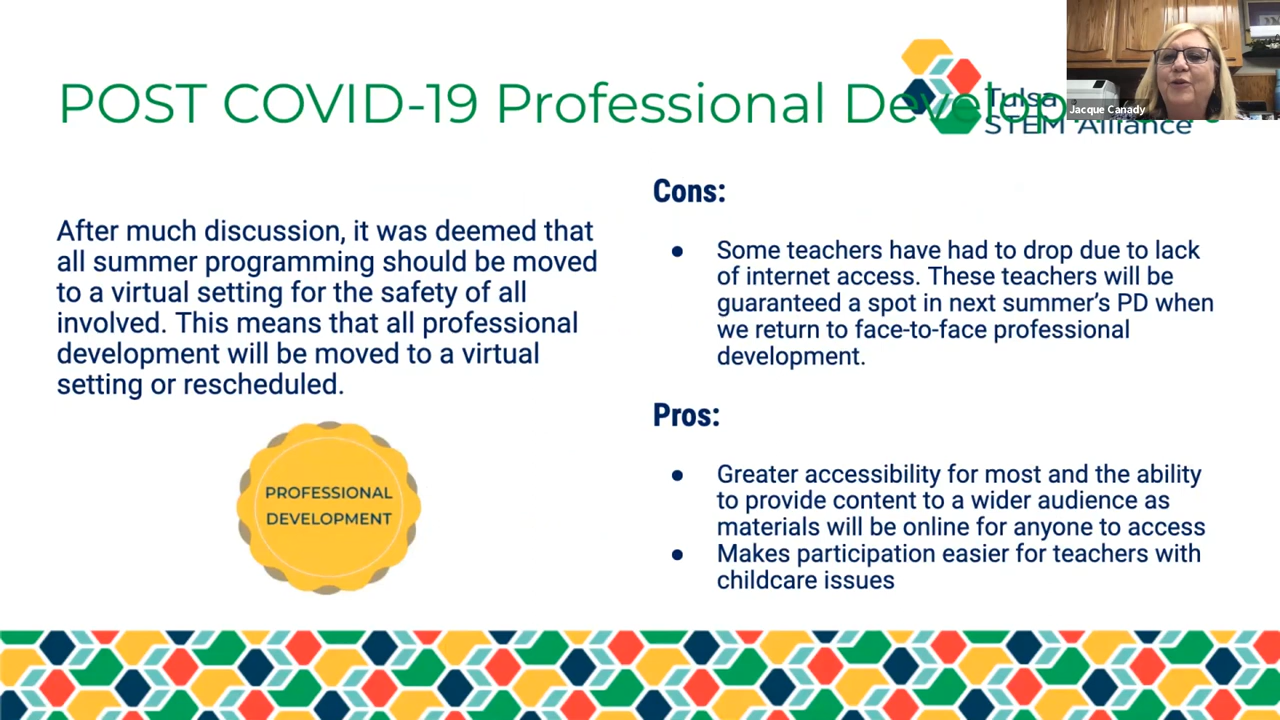 POST COVID-19 Professional Develop
Tulsa
STEM Alliance
Jacque Canady
After much discussion, it was deemed that
all summer programming should be moved
to a virtual setting for the safety of all
involved. This means that all professional
development will be moved to a virtual
setting or rescheduled.
PROFESSIONAL
DEVELOPMENT
Cons:
● Some teachers have had to drop due to lack
of internet access. These teachers will be
guaranteed a spot in next summer’s PD when
we return to face-to-face professional
development.
Pros:
● Greater accessibility for most and the ability
to provide content to a wider audience as
materials will be online for anyone to access
● Makes participation easier for teachers with
childcare issues